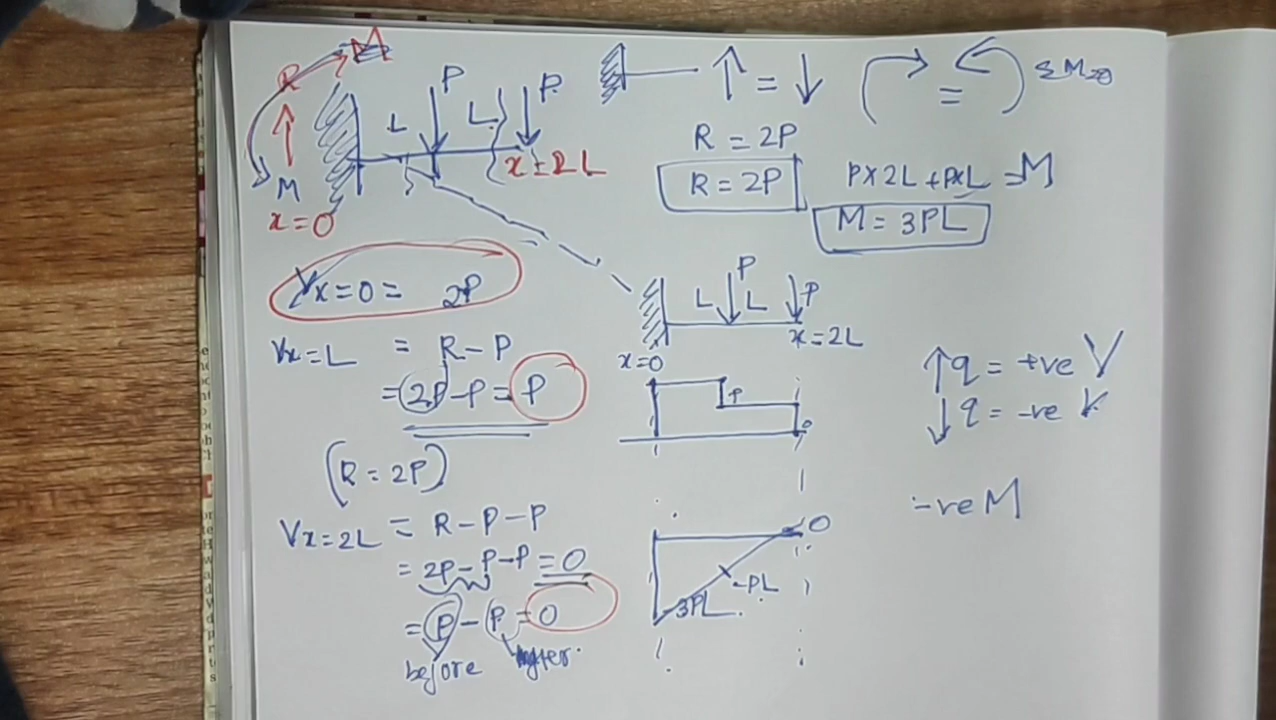 R
M
P
P
L
L
x = 2L
M
x = 0
↑ = ↓
=
ΣM=0
R = 2P
R = 2P
P×2L + P×L = M
M = 3PL
Vx=0 = 2P
Vx=L = R - P
= (2P) - P = P
(R = 2P)
Vx=2L = R - P - P
= 2P - P - P = 0
= P - P = 0
before
P
L
L
P
x = 2L
x = 0
P
0
0
-PL
3PL
↑q = +ve V
↓q = -ve V
-ve M